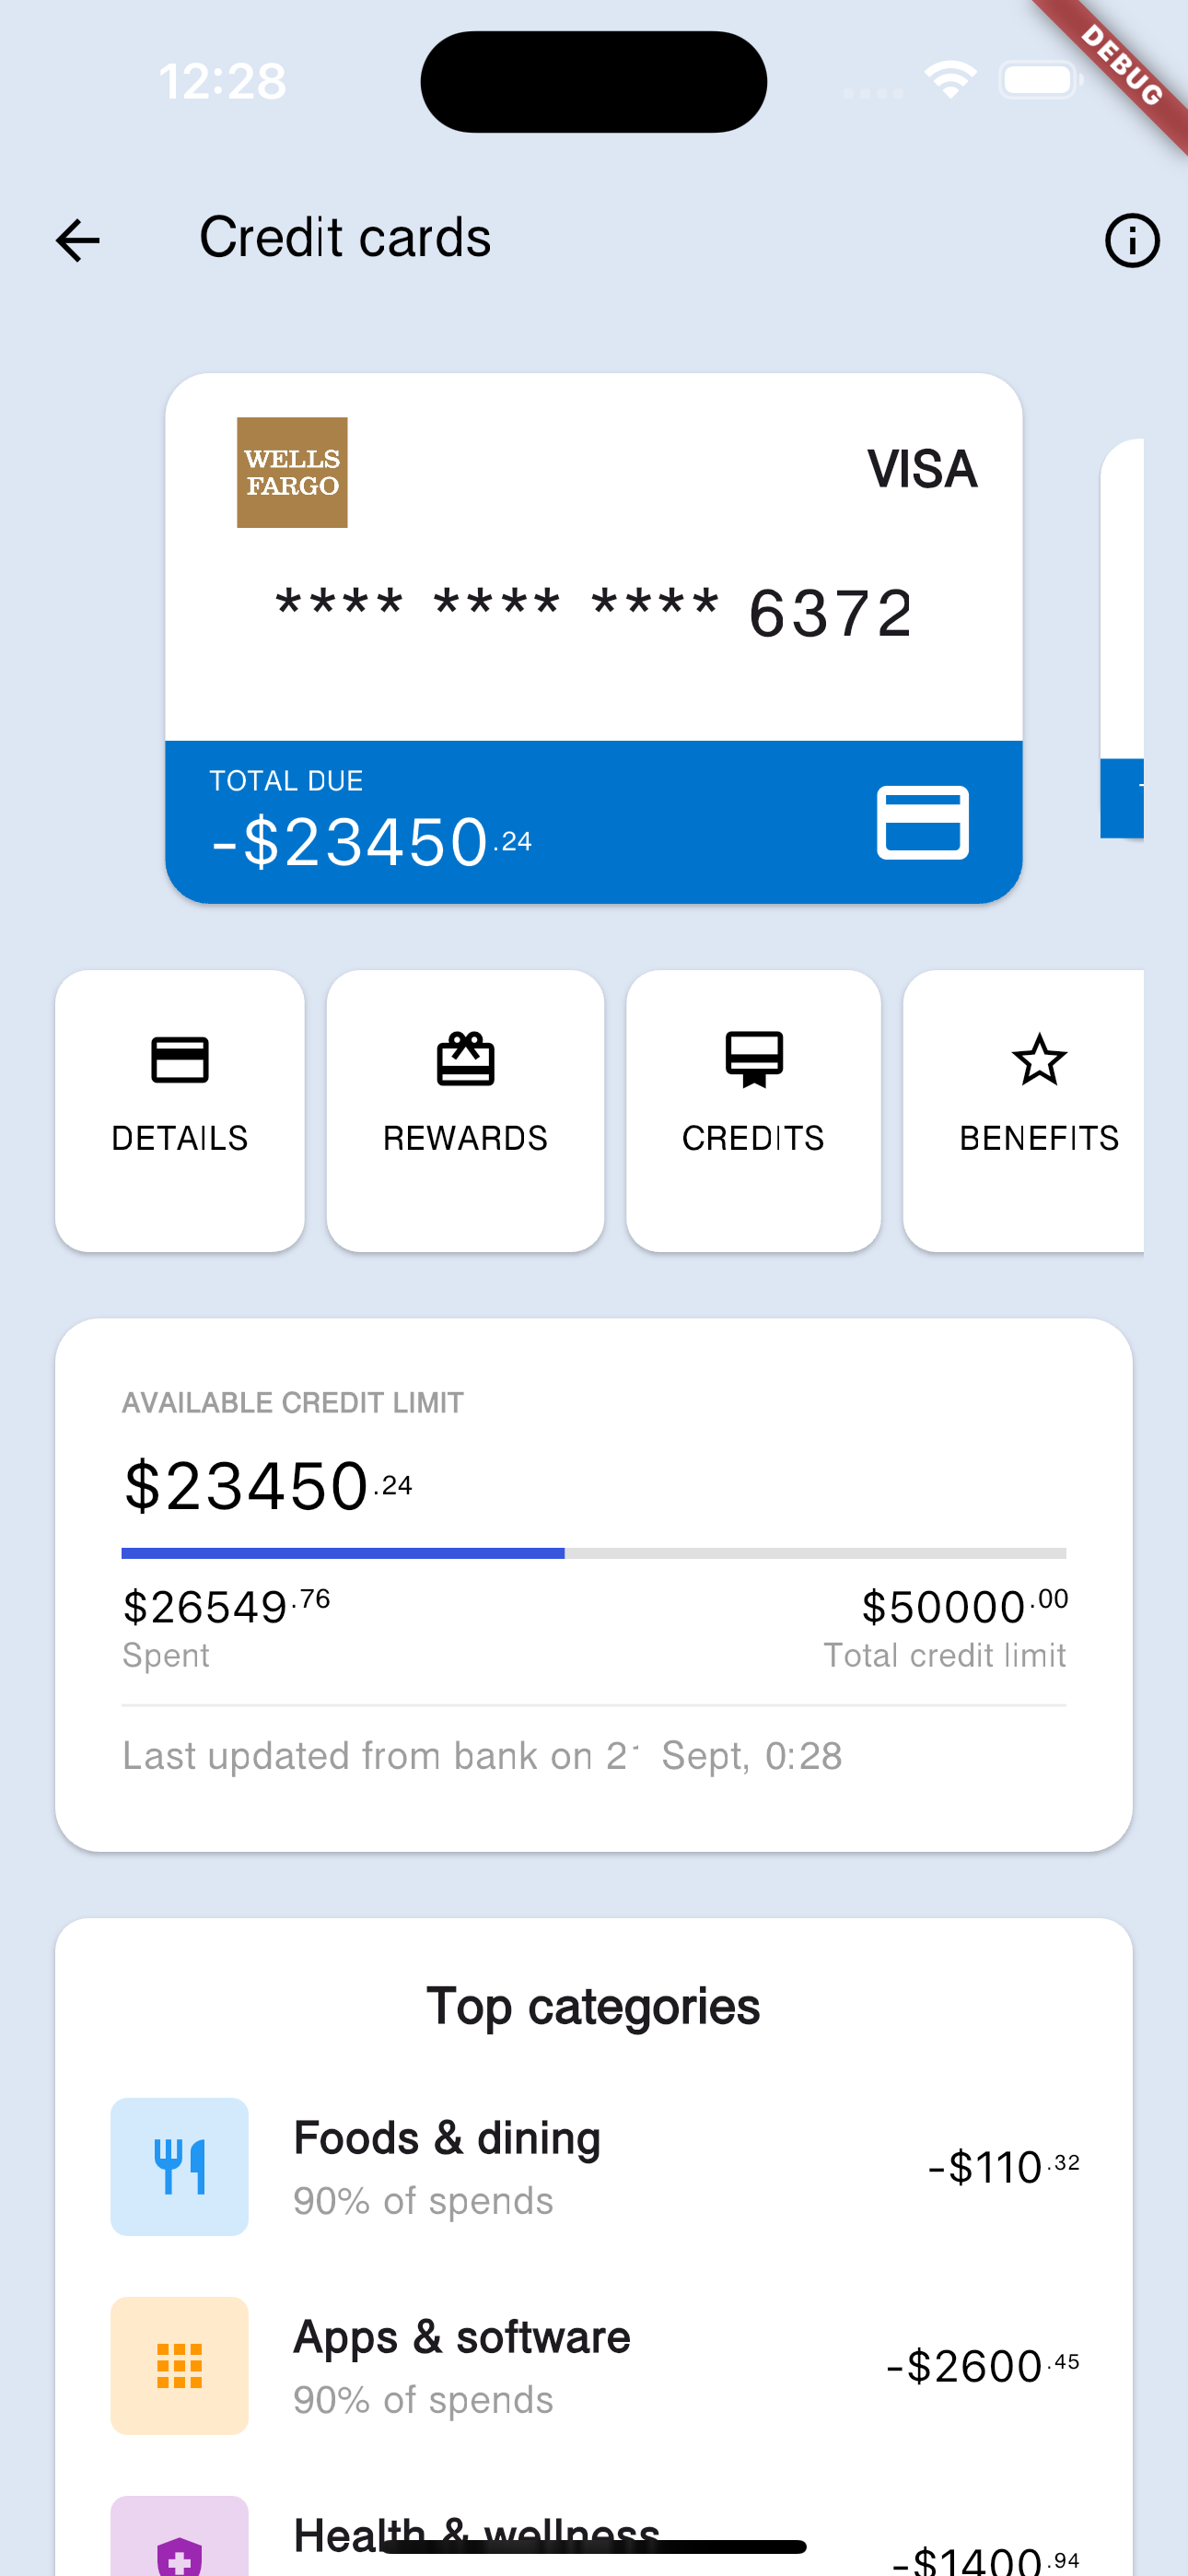 12:28
DEBUG
Credit cards
WELLS
FARGO
VISA
**** **** **** 6372
TOTAL DUE
-$23450.24
DETAILS
REWARDS
CREDITS
BENEFITS
AVAILABLE CREDIT LIMIT
$23450.24
$26549.76
$50000.00
Spent
Total credit limit
Last updated from bank on Sept, 0:28
Top categories
Foods & dining
-$110.32
90% of spends
Apps & software
-$2600.45
90% of spends
Health & wellness
-$1400.94